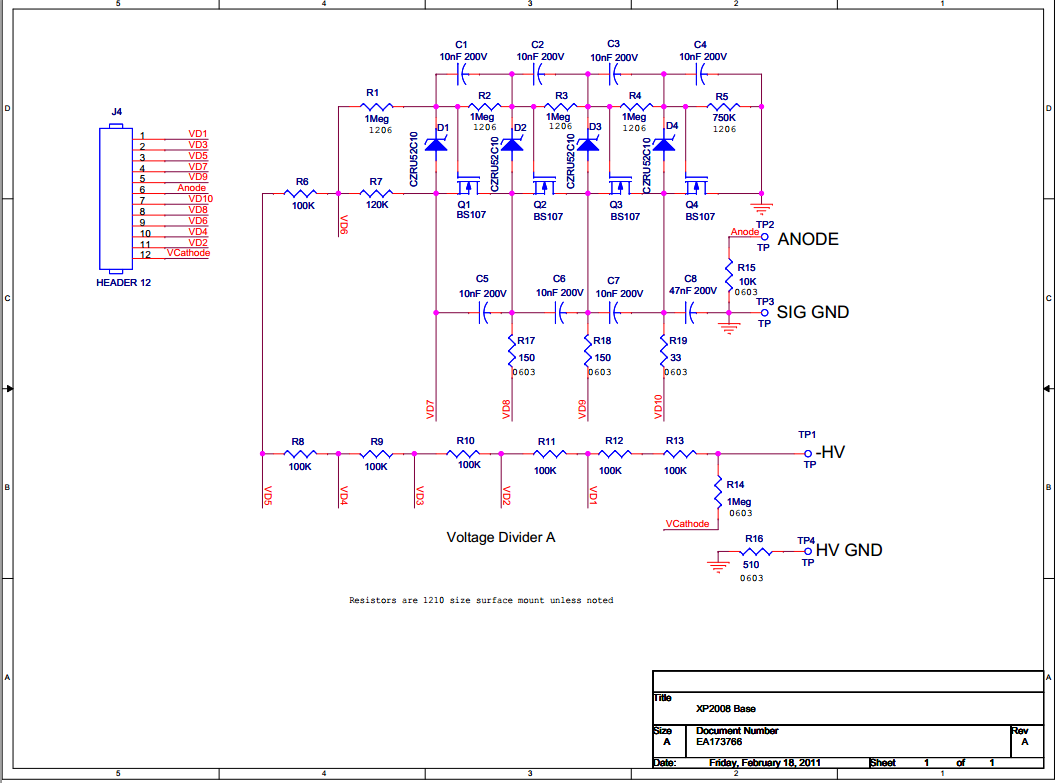 5 4 3 2 1
D D
C C
B B
A A
C1 C2 C3 C4
10nF 200V 10nF 200V 10nF 200V 10nF 200V
R1 R2 R3 R4 R5
1Meg 1Meg 1Meg 1Meg 750K
1206 1206 1206 1206 1206
CZRU52C10 D1 CZRU52C10 D2 CZRU52C10 D3 CZRU52C10 D4
J4
1 VD1
2 VD3
3 VD5
4 VD7
5 VD9
6 Anode
7 VD10
8 VD8
9 VD6
10 VD4
11 VD2
12 VCathode
HEADER 12
R6 R7
100K 120K
VD6
Q1 Q2 Q3 Q4
BS107 BS107 BS107 BS107
Anode TP2
TP ANODE
R15
10K
0603
TP3
TP SIG GND
C5 C6 C7 C8
10nF 200V 10nF 200V 10nF 200V 47nF 200V
R17 R18 R19
150 150 33
0603 0603 0603
VD7 VD8 VD9 VD10
R8 R9 R10 R11 R12 R13
100K 100K 100K 100K 100K 100K
VD5 VD4 VD3 VD2 VD1
TP1
TP -HV
R14
1Meg
0603
VCathode
R16
510
0603
TP4
TP HV GND
Voltage Divider A
Resistors are 1210 size surface mount unless noted
Title
XP2008 Base
Size Document Number Rev
A EA173766 A
Date: Friday, February 18, 2011 Sheet 1 of 1
5 4 3 2 1